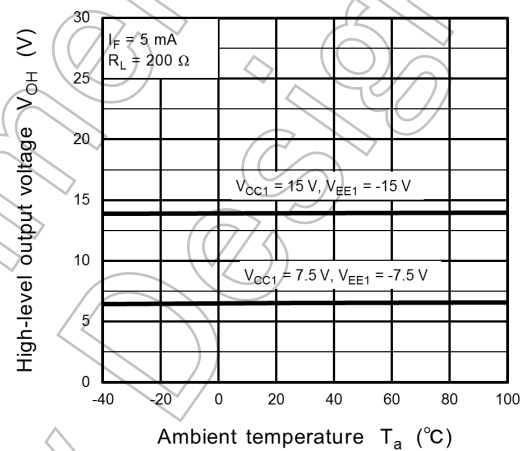 30
I_F = 5 mA
R_L = 200 Ω
25
20
V_CC1 = 15 V, V_EE1 = -15 V
15
10
V_CC1 = 7.5 V, V_EE1 = -7.5 V
5
0
-40 -20 0 20 40 60 80 100
High-level output voltage V_OH (V)
Ambient temperature T_a (°C)